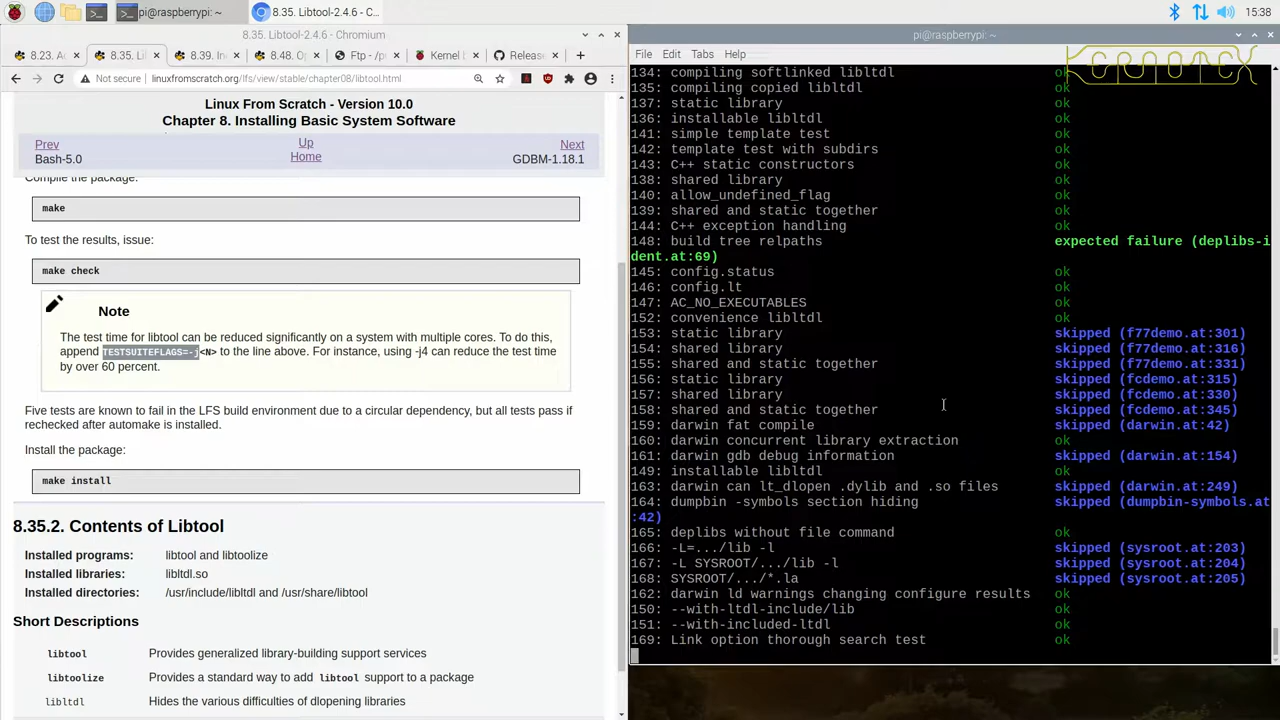 pi@raspberrypi: ~
8.35. Libtool-2.4.6 - C...
15:38
8.35. Libtool-2.4.6 - Chromium
8.23. Ac
8.35. Lib
8.39. In
8.48. Op
Ftp - /p
Kernel
Release
Not secure | linuxfromscratch.org/lfs/view/stable/chapter08/libtool.html
Linux From Scratch - Version 10.0
Chapter 8. Installing Basic System Software
Prev
Up
Next
Bash-5.0
Home
GDBM-1.18.1
Compile the package:
make
To test the results, issue:
make check
Note
The test time for libtool can be reduced significantly on a system with multiple cores. To do this,
append TESTSUITEFLAGS=-j<N> to the line above. For instance, using -j4 can reduce the test time
by over 60 percent.
Five tests are known to fail in the LFS build environment due to a circular dependency, but all tests pass if
rechecked after automake is installed.
Install the package:
make install
8.35.2. Contents of Libtool
Installed programs: libtool and libtoolize
Installed libraries: libltdl.so
Installed directories: /usr/include/libltdl and /usr/share/libtool
Short Descriptions
libtool Provides generalized library-building support services
libtoolize Provides a standard way to add libtool support to a package
libltdl Hides the various difficulties of dlopening libraries
pi@raspberrypi: ~
File Edit Tabs Help
134: compiling softlinked libltdl ok
135: compiling copied libltdl ok
137: static library ok
136: installable libltdl ok
141: simple template test ok
142: template test with subdirs ok
143: C++ static constructors ok
138: shared library ok
140: allow_undefined_flag ok
139: shared and static together ok
144: C++ exception handling ok
148: build tree relpaths expected failure (deplibs-i
dent.at:69)
145: config.status ok
146: config.lt ok
147: AC_NO_EXECUTABLES ok
152: convenience libltdl ok
153: static library skipped (f77demo.at:301)
154: shared library skipped (f77demo.at:316)
155: shared and static together skipped (f77demo.at:331)
156: static library skipped (fcdemo.at:315)
157: shared library skipped (fcdemo.at:330)
158: shared and static together skipped (fcdemo.at:345)
159: darwin fat compile skipped (darwin.at:42)
160: darwin concurrent library extraction ok
161: darwin gdb debug information skipped (darwin.at:154)
149: installable libltdl ok
163: darwin can lt_dlopen .dylib and .so files skipped (darwin.at:249)
164: dumpbin -symbols section hiding skipped (dumpbin-symbols.at
:42)
165: deplibs without file command ok
166: -L=.../lib -l skipped (sysroot.at:203)
167: -L SYSROOT/.../lib -l skipped (sysroot.at:204)
168: SYSROOT/.../*.la skipped (sysroot.at:205)
162: darwin ld warnings changing configure results ok
150: --with-ltdl-include/lib ok
151: --with-included-ltdl ok
169: Link option thorough search test ok